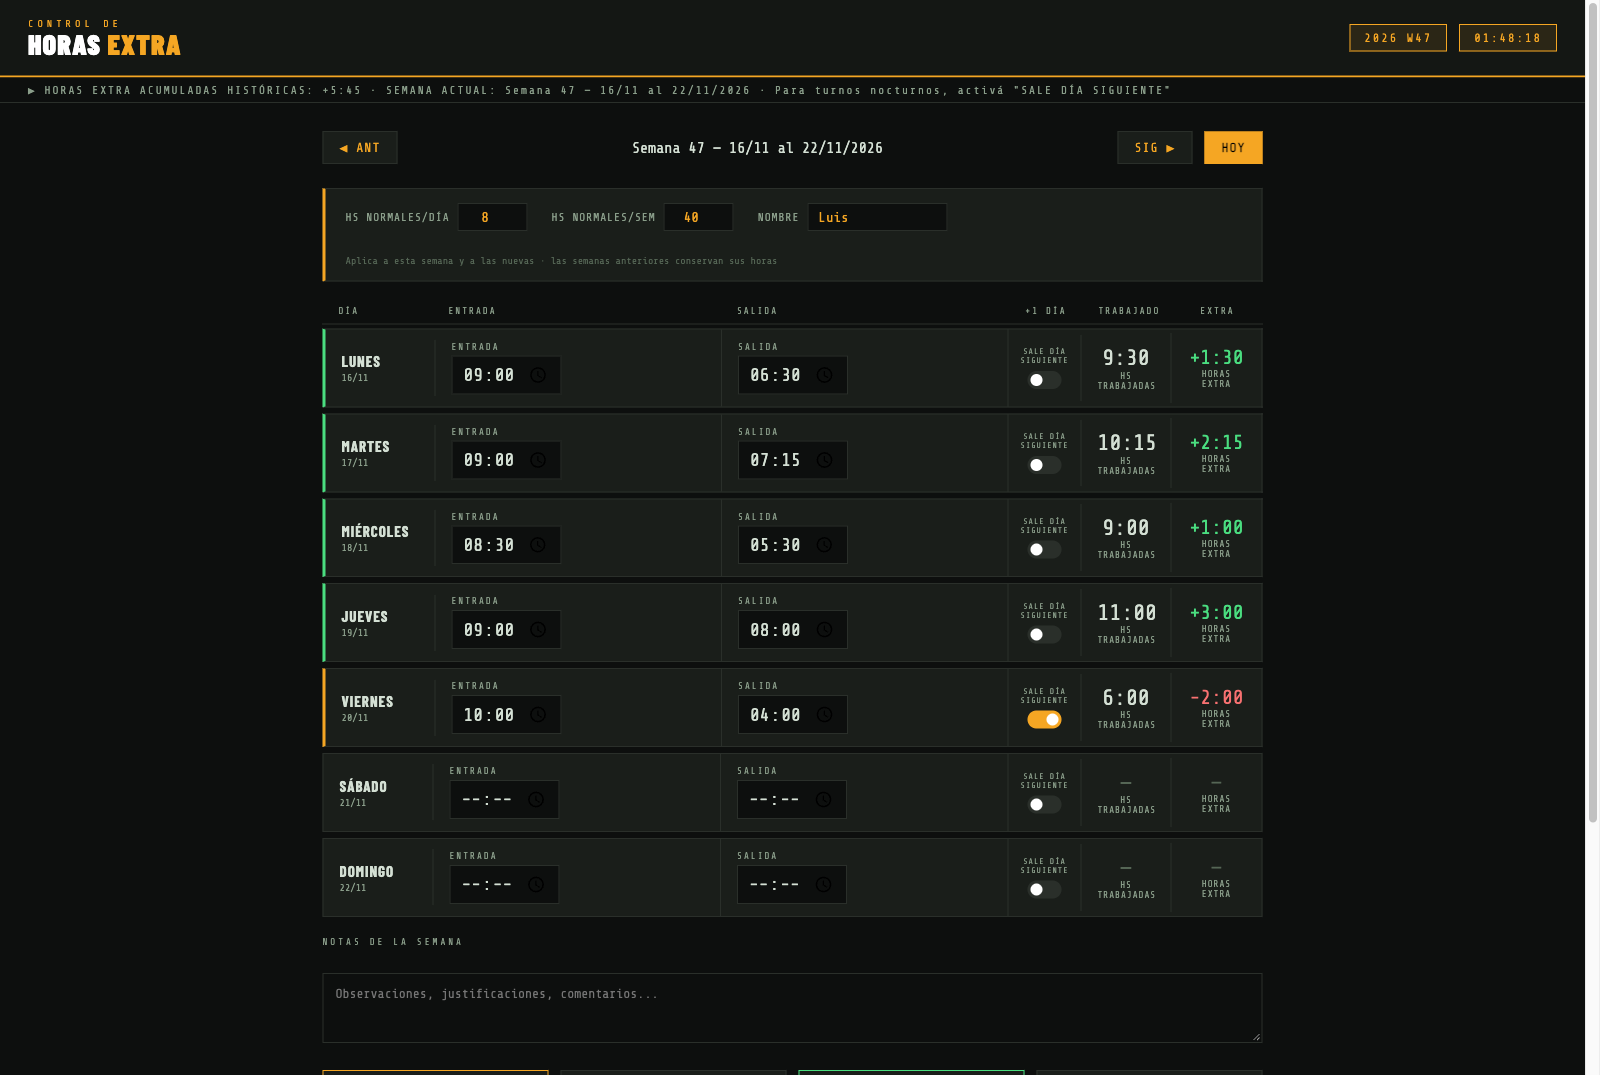 CONTROL DE
HORAS EXTRA
2026 W47
01:48:18
▶ HORAS EXTRA ACUMULADAS HISTÓRICAS: +5:45 · SEMANA ACTUAL: Semana 47 — 16/11 al 22/11/2026 · Para turnos nocturnos, activá "SALE DÍA SIGUIENTE"
◀ ANT
Semana 47 — 16/11 al 22/11/2026
SIG ▶
HOY
HS NORMALES/DÍA 8
HS NORMALES/SEM 40
NOMBRE Luis
Aplica a esta semana y a las nuevas · las semanas anteriores conservan sus horas
DÍA ENTRADA SALIDA +1 DÍA TRABAJADO EXTRA
LUNES
16/11
ENTRADA
09:00
SALIDA
06:30
SALE DÍA
SIGUIENTE
9:30
HS
TRABAJADAS
+1:30
HORAS
EXTRA
MARTES
17/11
ENTRADA
09:00
SALIDA
07:15
SALE DÍA
SIGUIENTE
10:15
HS
TRABAJADAS
+2:15
HORAS
EXTRA
MIÉRCOLES
18/11
ENTRADA
08:30
SALIDA
05:30
SALE DÍA
SIGUIENTE
9:00
HS
TRABAJADAS
+1:00
HORAS
EXTRA
JUEVES
19/11
ENTRADA
09:00
SALIDA
08:00
SALE DÍA
SIGUIENTE
11:00
HS
TRABAJADAS
+3:00
HORAS
EXTRA
VIERNES
20/11
ENTRADA
10:00
SALIDA
04:00
SALE DÍA
SIGUIENTE
6:00
HS
TRABAJADAS
-2:00
HORAS
EXTRA
SÁBADO
21/11
ENTRADA
--:--
SALIDA
--:--
SALE DÍA
SIGUIENTE
—
HS
TRABAJADAS
—
HORAS
EXTRA
DOMINGO
22/11
ENTRADA
--:--
SALIDA
--:--
SALE DÍA
SIGUIENTE
—
HS
TRABAJADAS
—
HORAS
EXTRA
NOTAS DE LA SEMANA
Observaciones, justificaciones, comentarios...